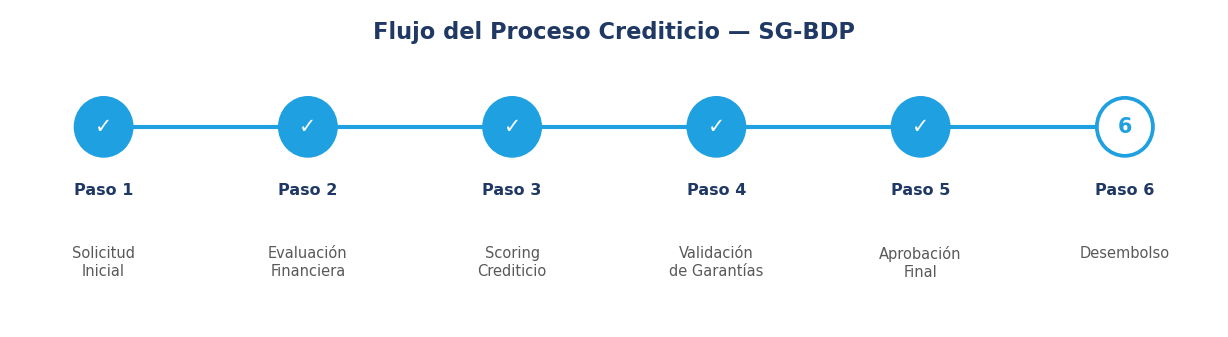 Flujo del Proceso Crediticio — SG-BDP
✓ ✓ ✓ ✓ ✓ 6
Paso 1 Paso 2 Paso 3 Paso 4 Paso 5 Paso 6
Solicitud Evaluación Scoring Validación Aprobación Desembolso
Inicial Financiera Crediticio de Garantías Final